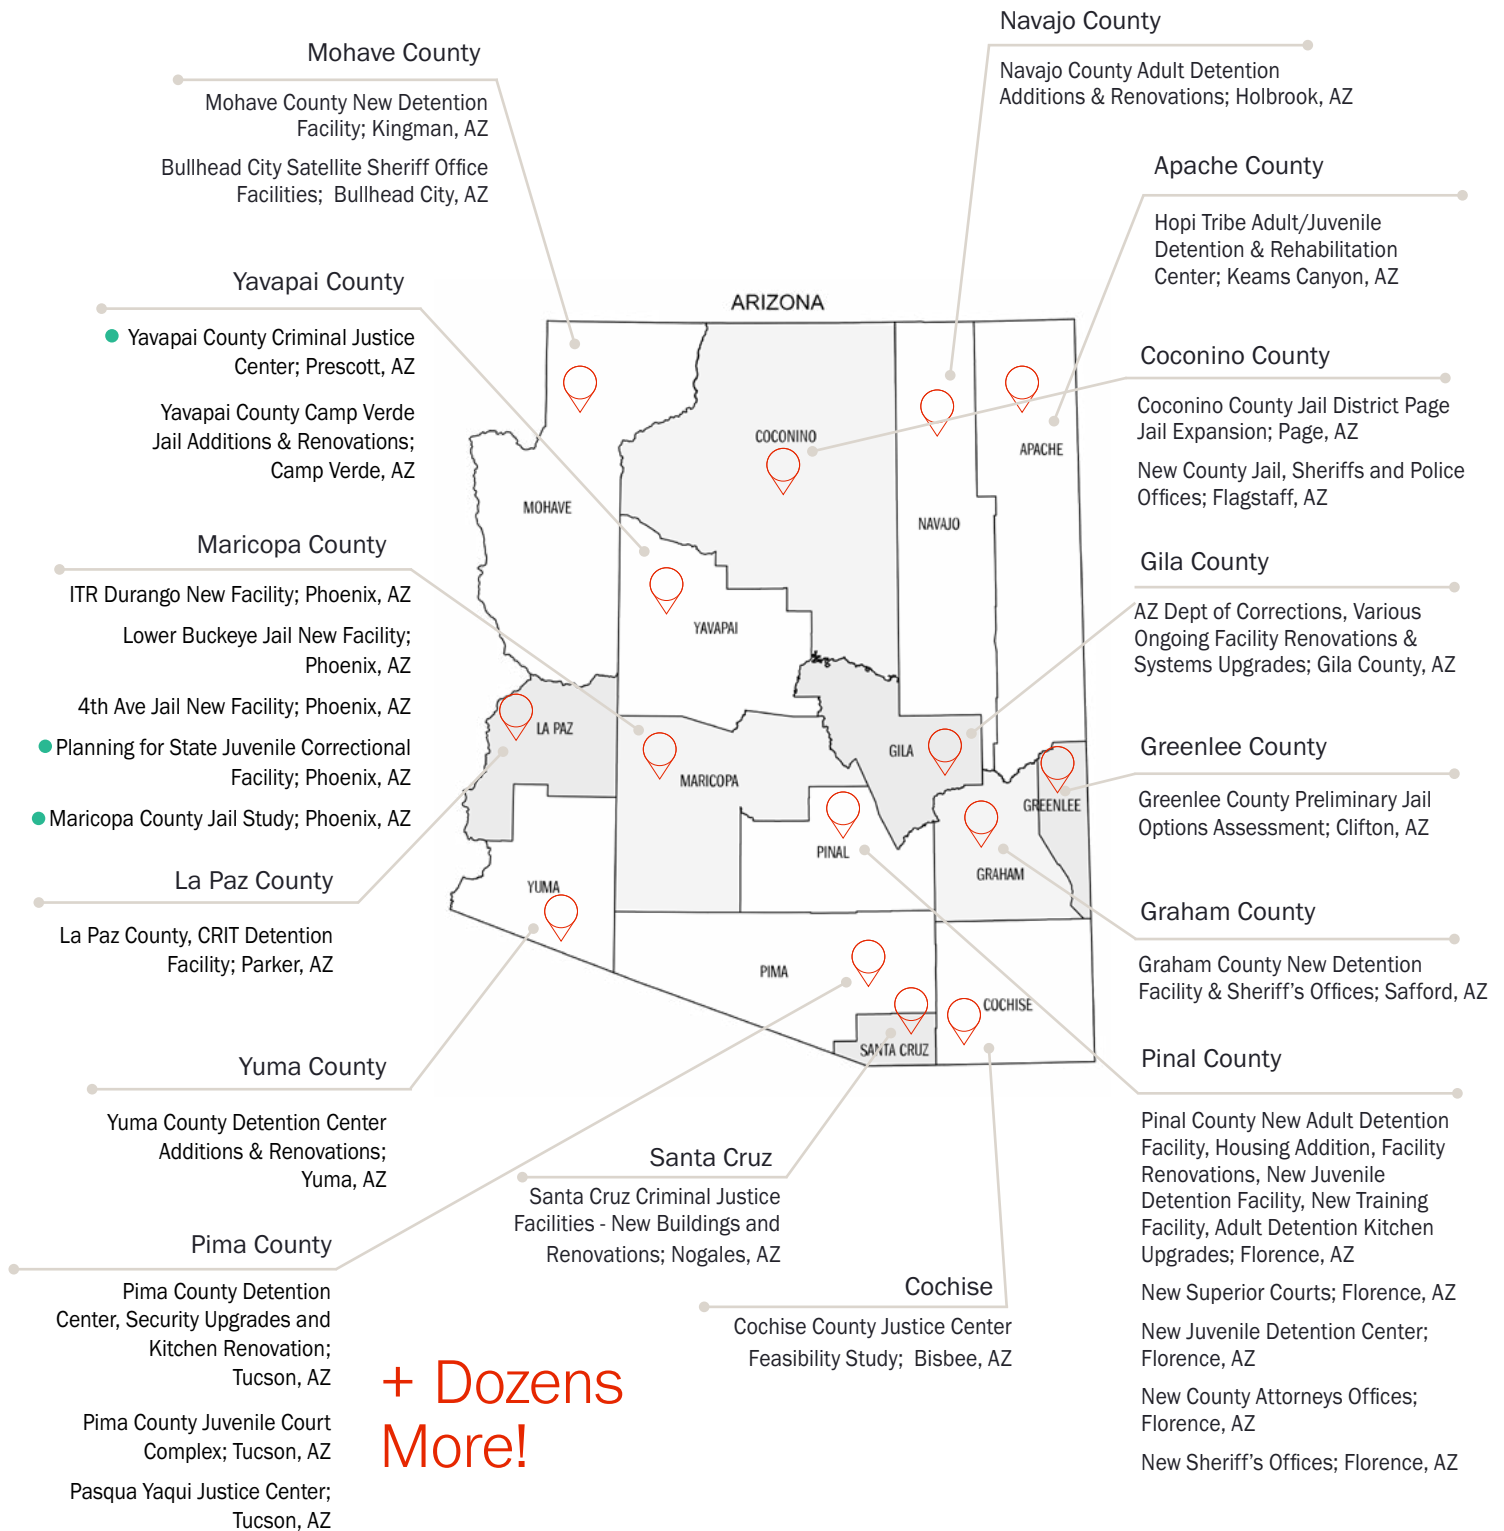 Mohave County
Mohave County New Detention
Facility; Kingman, AZ
Bullhead City Satellite Sheriff Office
Facilities; Bullhead City, AZ
Yavapai County
Yavapai County Criminal Justice
Center; Prescott, AZ
Yavapai County Camp Verde
Jail Additions & Renovations;
Camp Verde, AZ
Maricopa County
ITR Durango New Facility; Phoenix, AZ
Lower Buckeye Jail New Facility;
Phoenix, AZ
4th Ave Jail New Facility; Phoenix, AZ
Planning for State Juvenile Correctional
Facility; Phoenix, AZ
Maricopa County Jail Study; Phoenix, AZ
La Paz County
La Paz County, CRIT Detention
Facility; Parker, AZ
Yuma County
Yuma County Detention Center
Additions & Renovations;
Yuma, AZ
Pima County
Pima County Detention
Center, Security Upgrades and
Kitchen Renovation;
Tucson, AZ
Pima County Juvenile Court
Complex; Tucson, AZ
Pasqua Yaqui Justice Center;
Tucson, AZ
ARIZONA
COCONINO
APACHE
MOHAVE
NAVAJO
YAVAPAI
LA PAZ
GILA
MARICOPA
GREENLEE
PINAL
GRAHAM
YUMA
PIMA
COCHISE
SANTA CRUZ
Santa Cruz
Santa Cruz Criminal Justice
Facilities - New Buildings and
Renovations; Nogales, AZ
Cochise
Cochise County Justice Center
Feasibility Study; Bisbee, AZ
+ Dozens
More!
Navajo County
Navajo County Adult Detention
Additions & Renovations; Holbrook, AZ
Apache County
Hopi Tribe Adult/Juvenile
Detention & Rehabilitation
Center; Keams Canyon, AZ
Coconino County
Coconino County Jail District Page
Jail Expansion; Page, AZ
New County Jail, Sheriffs and Police
Offices; Flagstaff, AZ
Gila County
AZ Dept of Corrections, Various
Ongoing Facility Renovations &
Systems Upgrades; Gila County, AZ
Greenlee County
Greenlee County Preliminary Jail
Options Assessment; Clifton, AZ
Graham County
Graham County New Detention
Facility & Sheriff's Offices; Safford, AZ
Pinal County
Pinal County New Adult Detention
Facility, Housing Addition, Facility
Renovations, New Juvenile
Detention Facility, New Training
Facility, Adult Detention Kitchen
Upgrades; Florence, AZ
New Superior Courts; Florence, AZ
New Juvenile Detention Center;
Florence, AZ
New County Attorneys Offices;
Florence, AZ
New Sheriff's Offices; Florence, AZ